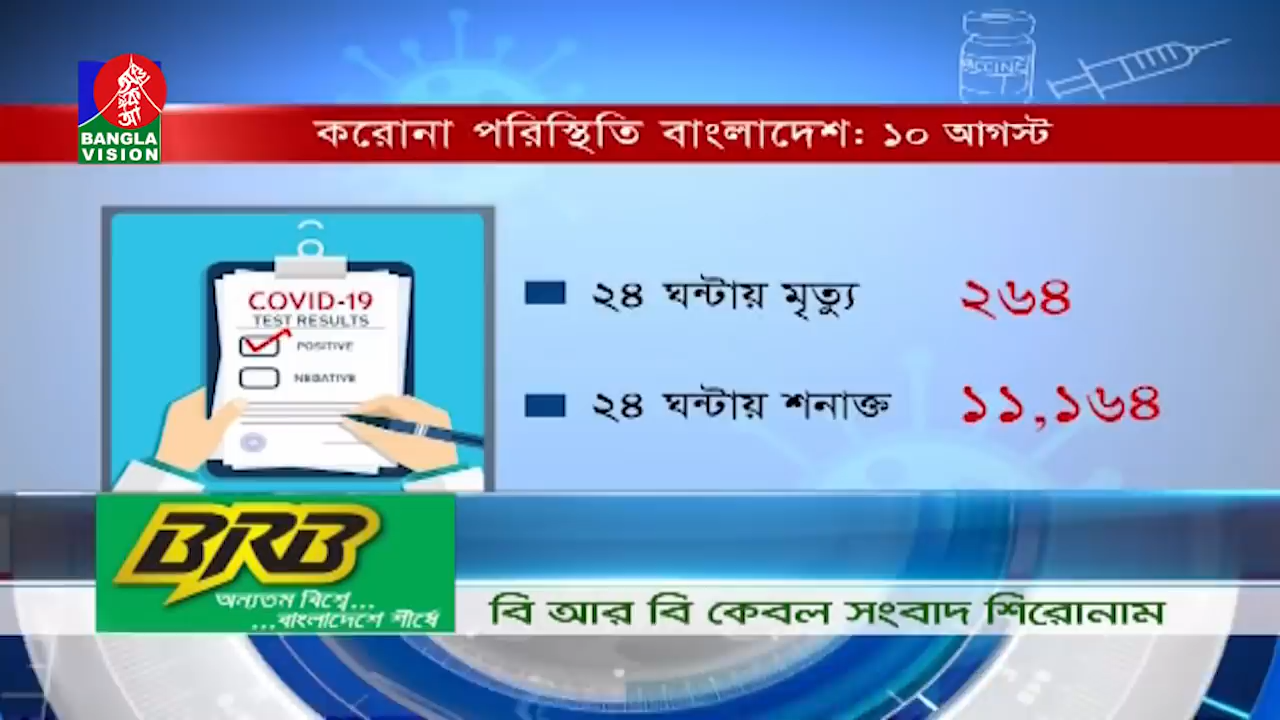 করোনা পরিস্থিতি বাংলাদেশ: ১০ আগস্ট
BANGLA
VISION
VACCINE
COVID-19
TEST RESULTS
POSITIVE
NEGATIVE
২৪ ঘন্টায় মৃত্যু ২৬৪
২৪ ঘন্টায় শনাক্ত ১১,১৬৪
BRB
অন্যতম বিশ্বে...
...বাংলাদেশে শীর্ষে
বি আর বি কেবল সংবাদ শিরোনাম